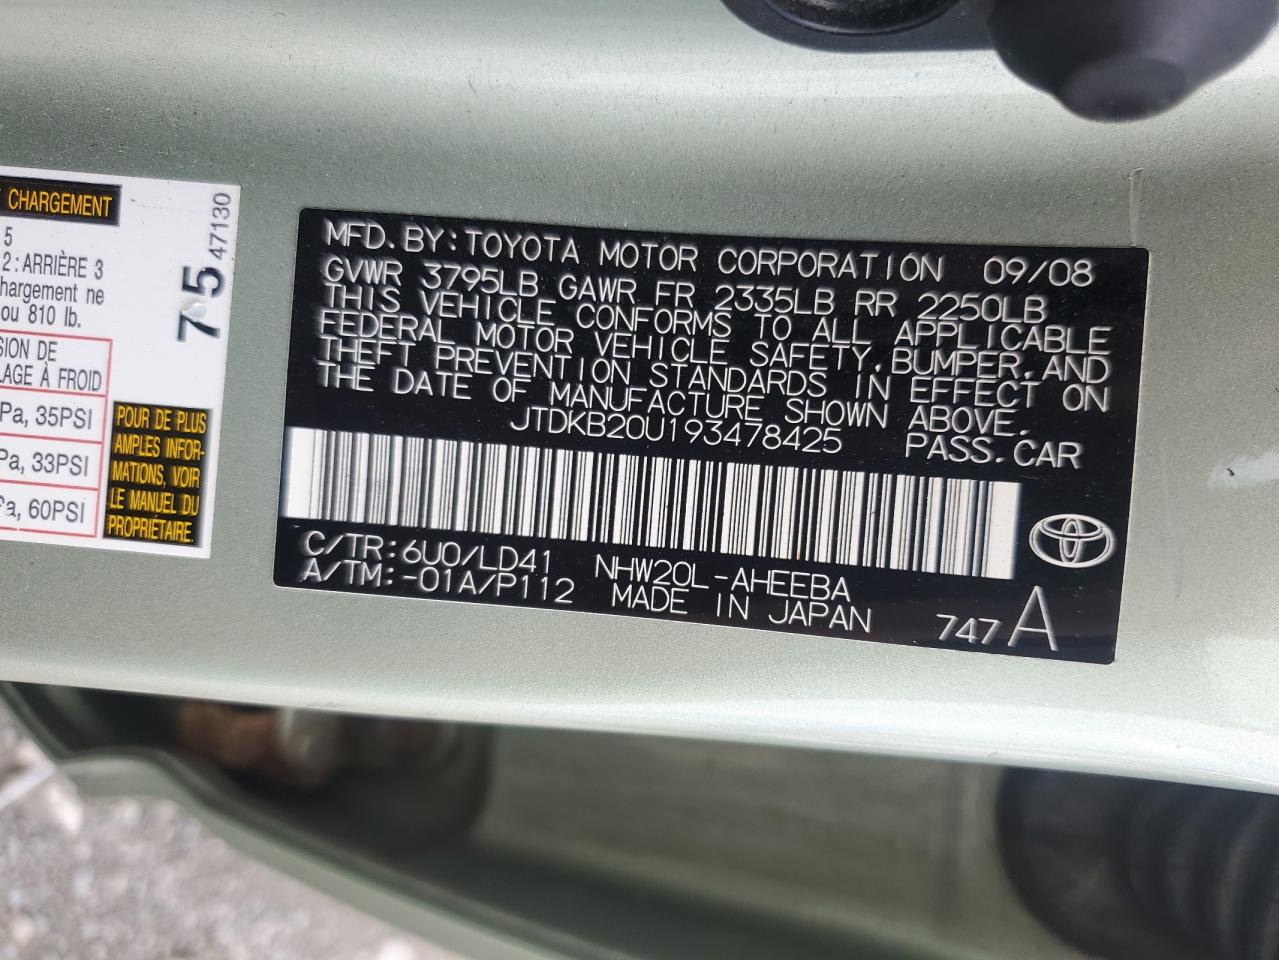 CHARGEMENT
5
2 : ARRIÈRE 3
hargement ne
ou 810 lb.
SION DE
LAGE À FROID
Pa, 35PSI
Pa, 33PSI
Pa, 60PSI
75
47130
POUR DE PLUS
AMPLES INFOR-
MATIONS, VOIR
LE MANUEL DU
PROPRIÉTAIRE.
MFD. BY: TOYOTA MOTOR CORPORATION 09/08
GVWR 3795LB GAWR FR 2335LB RR 2250LB
THIS VEHICLE CONFORMS TO ALL APPLICABLE
FEDERAL MOTOR VEHICLE SAFETY, BUMPER, AND
THEFT PREVENTION STANDARDS IN EFFECT ON
THE DATE OF MANUFACTURE SHOWN ABOVE.
JTDKB20U193478425 PASS. CAR
C/TR: 6U0/LD41 NHW20L-AHEEBA
A/TM: -01A/P112 MADE IN JAPAN 747 A